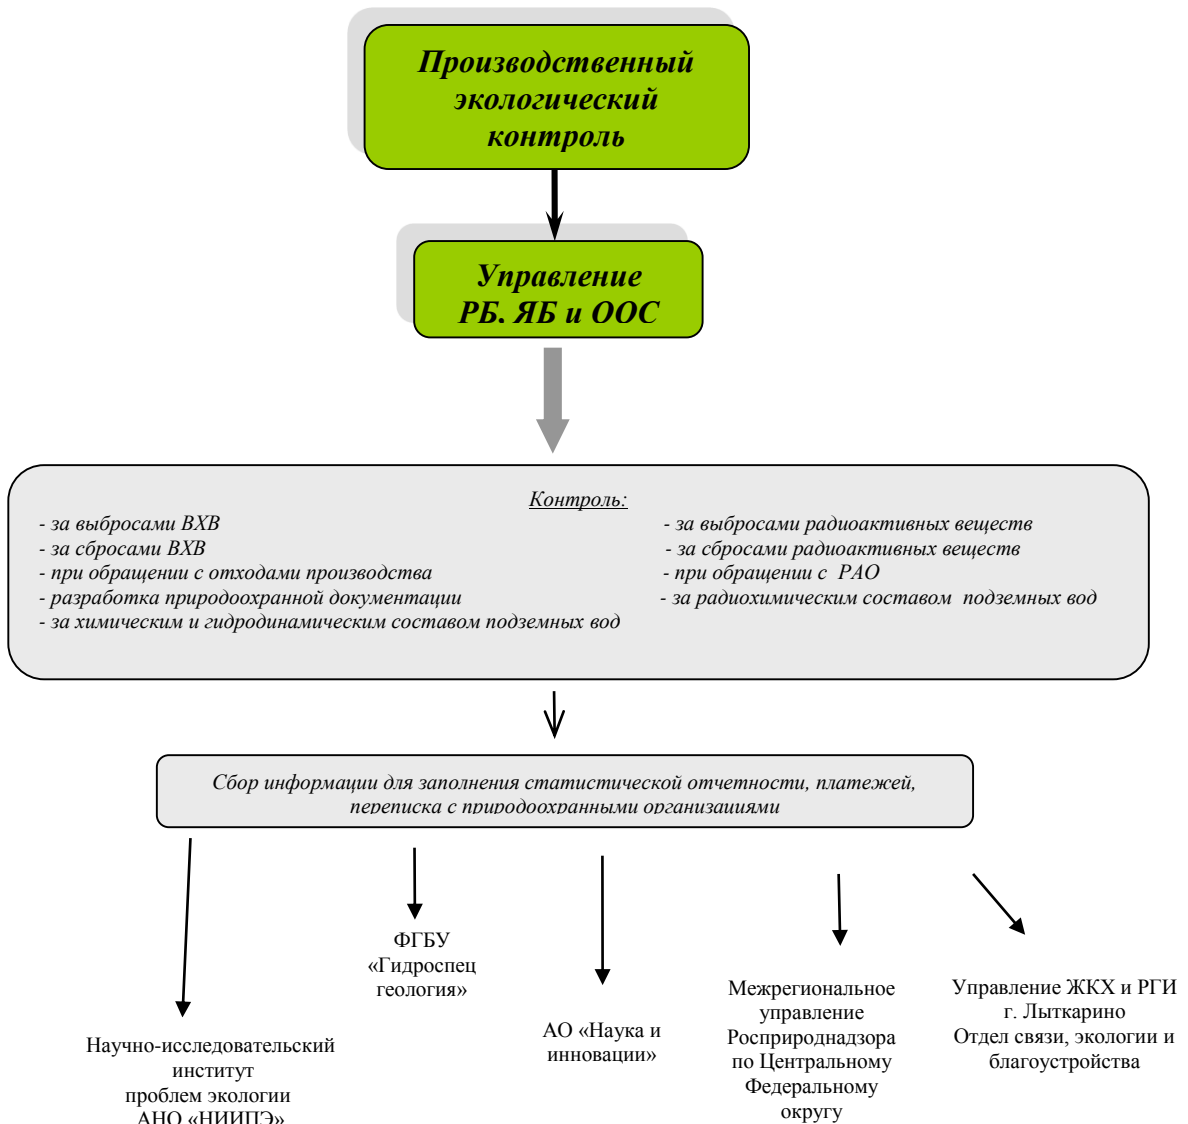 Производственный
экологический
контроль
Управление
РБ. ЯБ и ООС
Контроль:
- за выбросами ВХВ
- за сбросами ВХВ
- при обращении с отходами производства
- разработка природоохранной документации
- за химическим и гидродинамическим составом подземных вод
- за выбросами радиоактивных веществ
- за сбросами радиоактивных веществ
- при обращении с РАО
- за радиохимическим составом подземных вод
Сбор информации для заполнения статистической отчетности, платежей,
переписка с природоохранными организациями
Научно-исследовательский
институт
проблем экологии
АНО «НИИПЭ»
ФГБУ
«Гидроспец
геология»
АО «Наука и
инновации»
Межрегиональное
управление
Росприроднадзора
по Центральному
Федеральному
округу
Управление ЖКХ и РГИ
г. Лыткарино
Отдел связи, экологии и
благоустройства